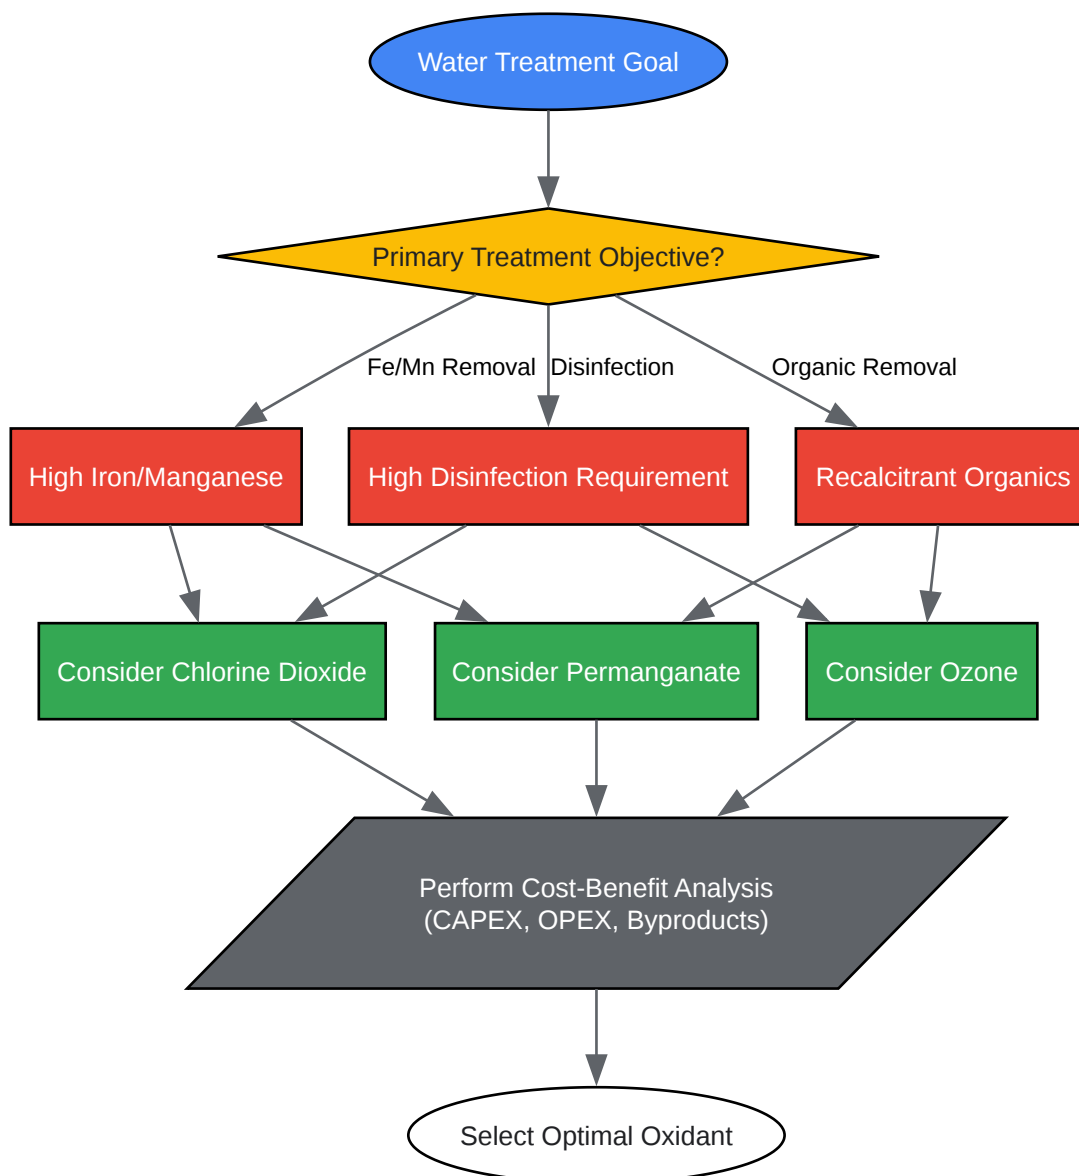 Water Treatment Goal
Primary Treatment Objective?
Fe/Mn Removal
Disinfection
Organic Removal
High Iron/Manganese
High Disinfection Requirement
Recalcitrant Organics
Consider Chlorine Dioxide
Consider Permanganate
Consider Ozone
Perform Cost-Benefit Analysis
(CAPEX, OPEX, Byproducts)
Select Optimal Oxidant